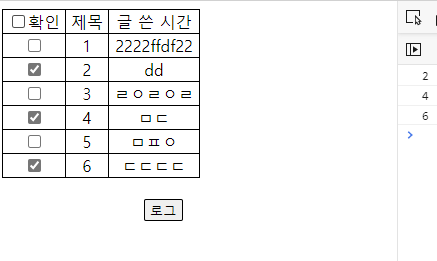 확인 제목 글 쓴 시간
1 2222ffdf22
2 dd
3 ㄹㅇㄹㅇㄹ
4 ㅁㄷ
5 ㅁㅍㅇ
6 ㄷㄷㄷㄷ
로그
2
4
6